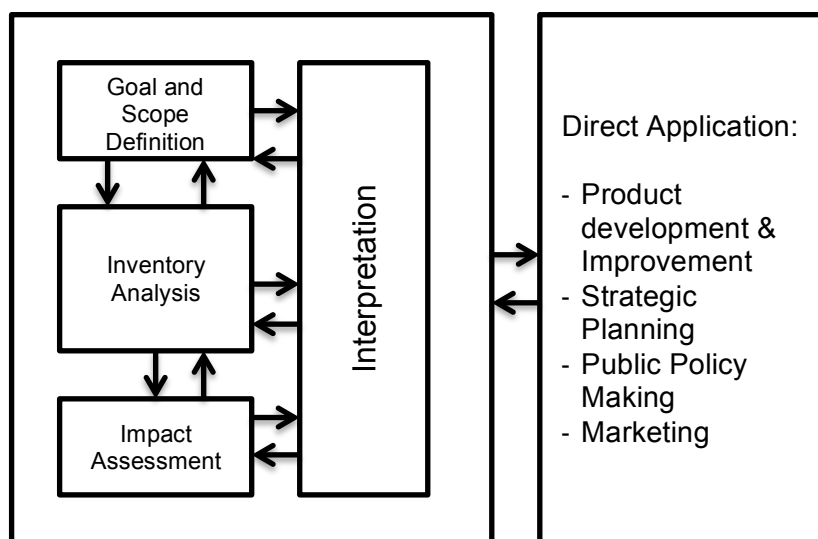 Goal and
Scope
Definition
Inventory
Analysis
Impact
Assessment
Interpretation
Direct Application:
- Product
development &
Improvement
- Strategic
Planning
- Public Policy
Making
- Marketing